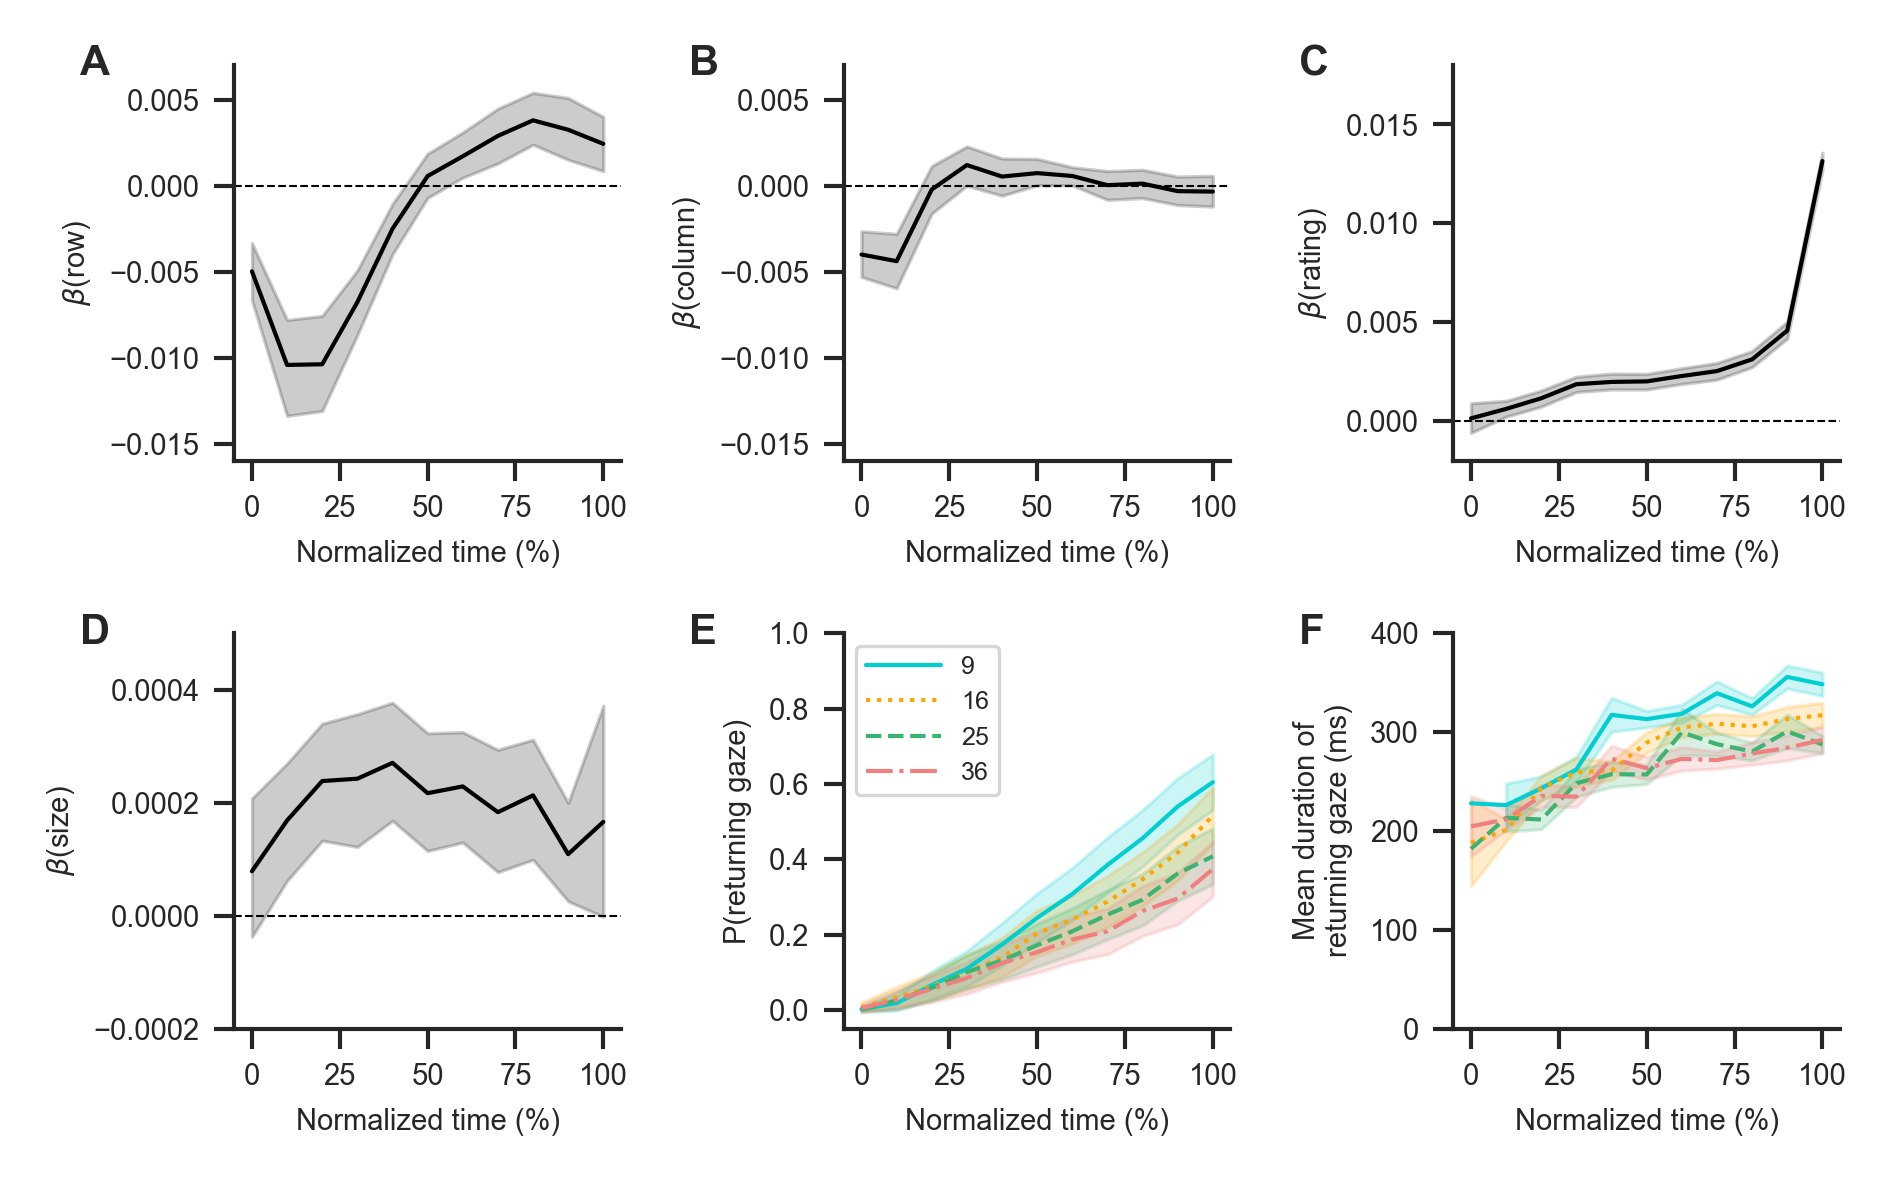 A
0.005
0.000
−0.005
−0.010
−0.015
β(row)
0 25 50 75 100
Normalized time (%)
B
0.005
0.000
−0.005
−0.010
−0.015
β(column)
0 25 50 75 100
Normalized time (%)
C
0.015
0.010
0.005
0.000
β(rating)
0 25 50 75 100
Normalized time (%)
D
0.0004
0.0002
0.0000
−0.0002
β(size)
0 25 50 75 100
Normalized time (%)
E
1.0
0.8
0.6
0.4
0.2
0.0
P(returning gaze)
9
16
25
36
0 25 50 75 100
Normalized time (%)
F
400
300
200
100
0
Mean duration of
returning gaze (ms)
0 25 50 75 100
Normalized time (%)